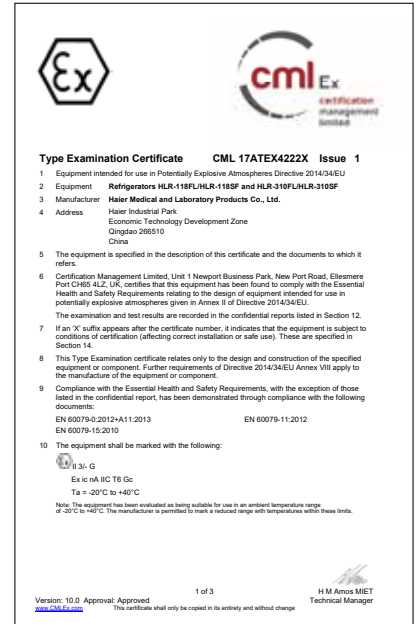 Ex
cml Ex
certification
management
limited
Type Examination Certificate CML 17ATEX4222X Issue 1
1 Equipment intended for use in Potentially Explosive Atmospheres Directive 2014/34/EU
2 Equipment Refrigerators HLR-118FL/HLR-118SF and HLR-310FL/HLR-310SF
3 Manufacturer Haier Medical and Laboratory Products Co., Ltd.
4 Address Haier Industrial Park
Economic Technology Development Zone
Qingdao 266510
China
5 The equipment is specified in the description of this certificate and the documents to which it
refers.
6 Certification Management Limited, Unit 1 Newport Business Park, New Port Road, Ellesmere
Port CH65 4LZ, UK, certifies that this equipment has been found to comply with the Essential
Health and Safety Requirements relating to the design of equipment intended for use in
potentially explosive atmospheres given in Annex II of Directive 2014/34/EU.
The examination and test results are recorded in the confidential reports listed in Section 12.
7 If an 'X' suffix appears after the certificate number, it indicates that the equipment is subject to
conditions of certification (affecting correct installation or safe use). These are specified in
Section 14.
8 This Type Examination certificate relates only to the design and construction of the specified
equipment or component. Further requirements of Directive 2014/34/EU Annex VIII apply to
the manufacture of the equipment or component.
9 Compliance with the Essential Health and Safety Requirements, with the exception of those
listed in the confidential report, has been demonstrated through compliance with the following
documents:
EN 60079-0:2012+A11:2013 EN 60079-11:2012
EN 60079-15:2010
10 The equipment shall be marked with the following:
Ex II 3/- G
Ex ic nA IIC T6 Gc
Ta = -20°C to +40°C
Note: The equipment has been evaluated as being suitable for use in an ambient temperature range
of -20°C to +40°C. The manufacturer is permitted to mark a reduced range with temperatures within these limits.
1 of 3
H M Amos MIET
Version: 10.0 Approval: Approved Technical Manager
www.CMLEx.com This certificate shall only be copied in its entirety and without change